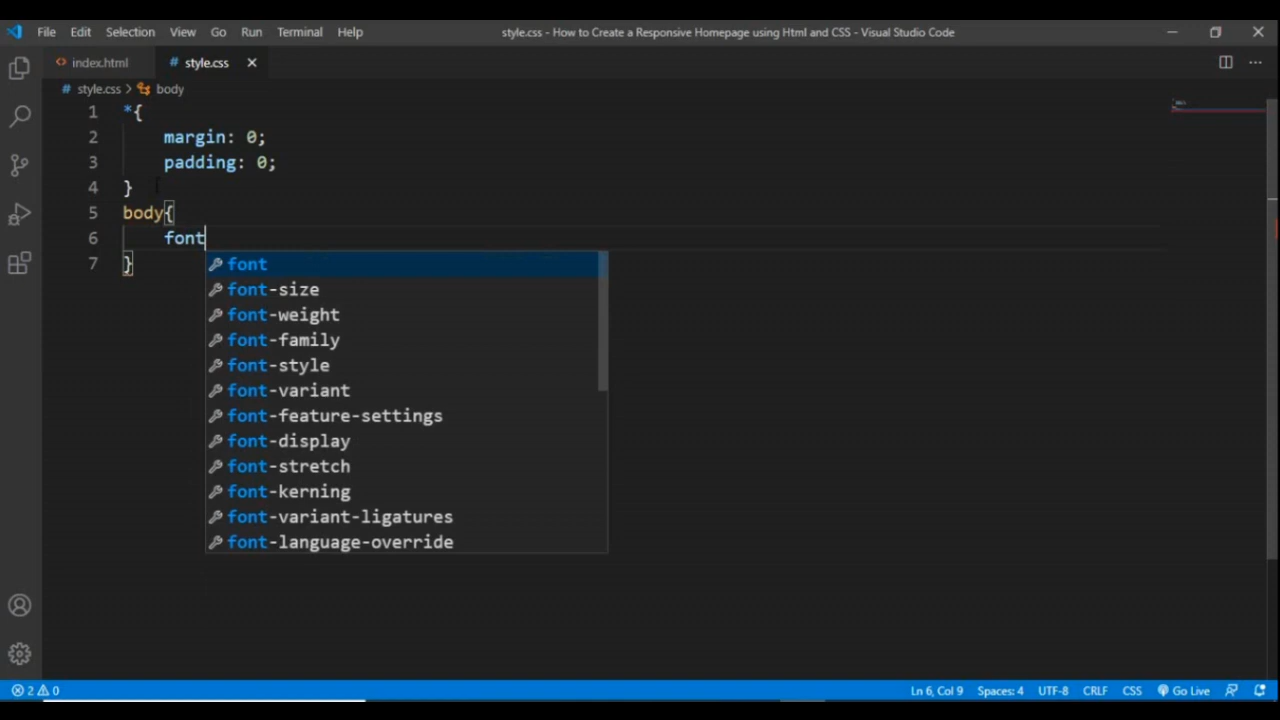 File Edit Selection View Go Run Terminal Help style.css - How to Create a Responsive Homepage using Html and CSS - Visual Studio Code
index.html # style.css
# style.css > body
1 *{
2 margin: 0;
3 padding: 0;
4 }
5 body{
6 font
7 }
font
font-size
font-weight
font-family
font-style
font-variant
font-feature-settings
font-display
font-stretch
font-kerning
font-variant-ligatures
font-language-override
2 0 Ln 6, Col 9 Spaces: 4 UTF-8 CRLF CSS Go Live